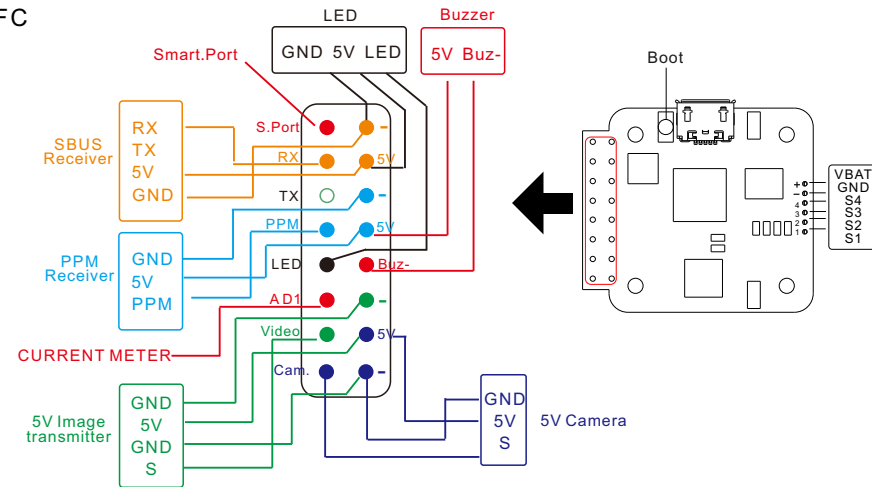 FC
LED
GND 5V LED
Buzzer
5V Buz-
Smart.Port
SBUS
Receiver
RX
TX
5V
GND
PPM
Receiver
GND
5V
PPM
CURRENT METER
5V Image
transmitter
GND
5V
GND
S
S.Port -
RX 5V
TX -
PPM 5V
LED Buz-
AD1 -
Video 5V
Cam. -
GND
5V
S
5V Camera
Boot
+
-
4
3
2
1
VBAT
GND
S4
S3
S2
S1